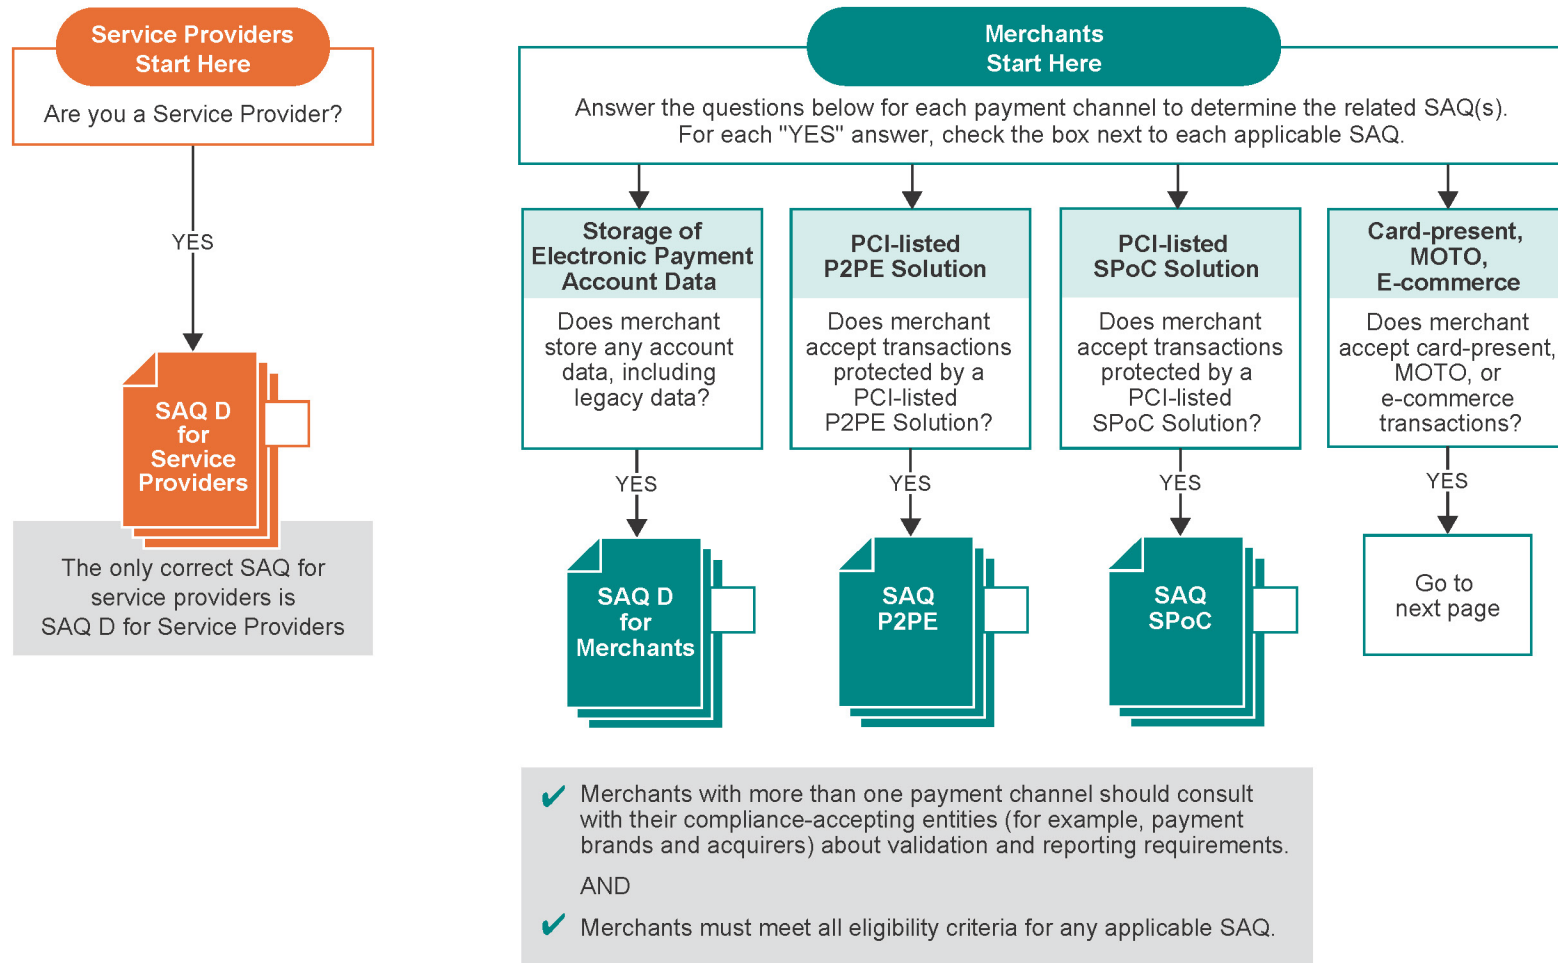 Service Providers
Start Here
Are you a Service Provider?
YES
SAQ D
for
Service
Providers
The only correct SAQ for
service providers is
SAQ D for Service Providers
Merchants
Start Here
Answer the questions below for each payment channel to determine the related SAQ(s).
For each "YES" answer, check the box next to each applicable SAQ.
Storage of
Electronic Payment
Account Data
Does merchant
store any account
data, including
legacy data?
YES
SAQ D
for
Merchants
PCI-listed
P2PE Solution
Does merchant
accept transactions
protected by a
PCI-listed
P2PE Solution?
YES
SAQ
P2PE
PCI-listed
SPoC Solution
Does merchant
accept transactions
protected by a
PCI-listed
SPoC Solution?
YES
SAQ
SPoC
Card-present,
MOTO,
E-commerce
Does merchant
accept card-present,
MOTO, or
e-commerce
transactions?
YES
Go to
next page
✔ Merchants with more than one payment channel should consult
with their compliance-accepting entities (for example, payment
brands and acquirers) about validation and reporting requirements.
AND
✔ Merchants must meet all eligibility criteria for any applicable SAQ.